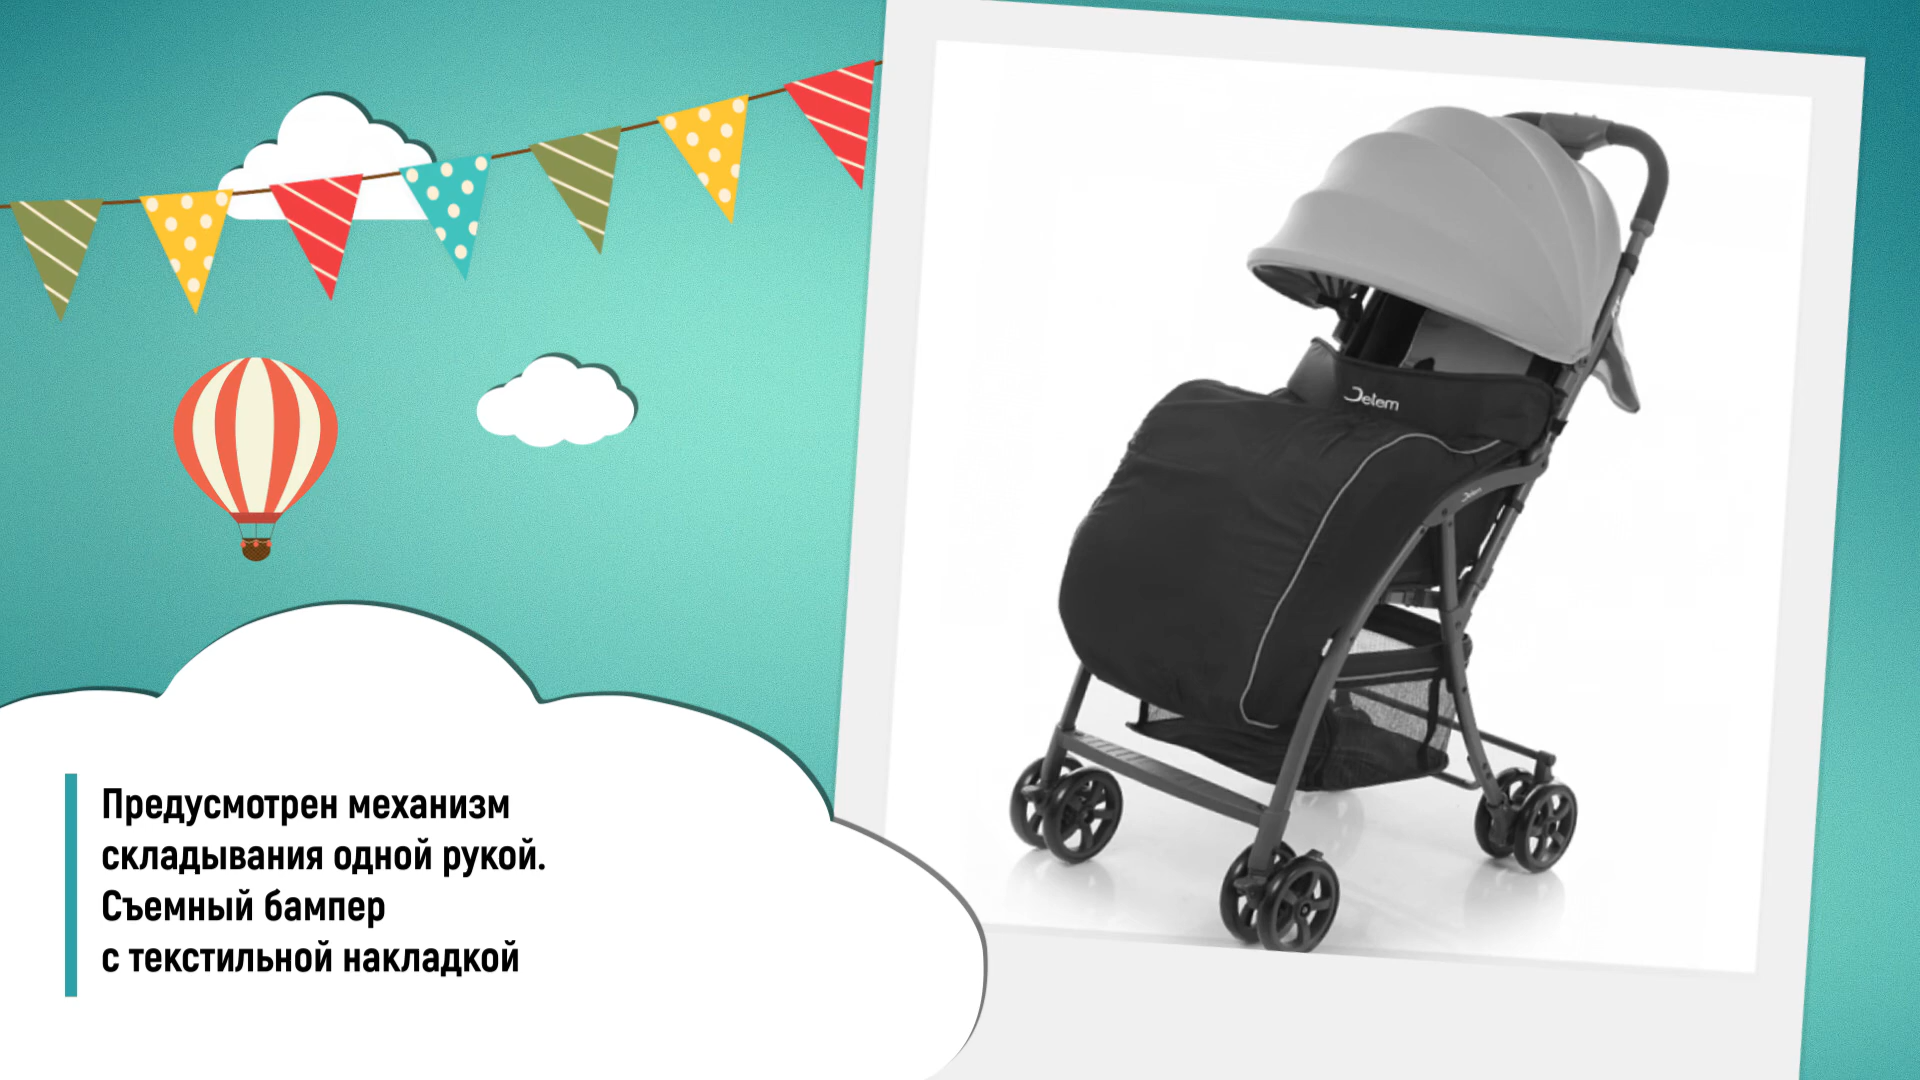 Jetem
Предусмотрен механизм
складывания одной рукой.
Съемный бампер
с текстильной накладкой